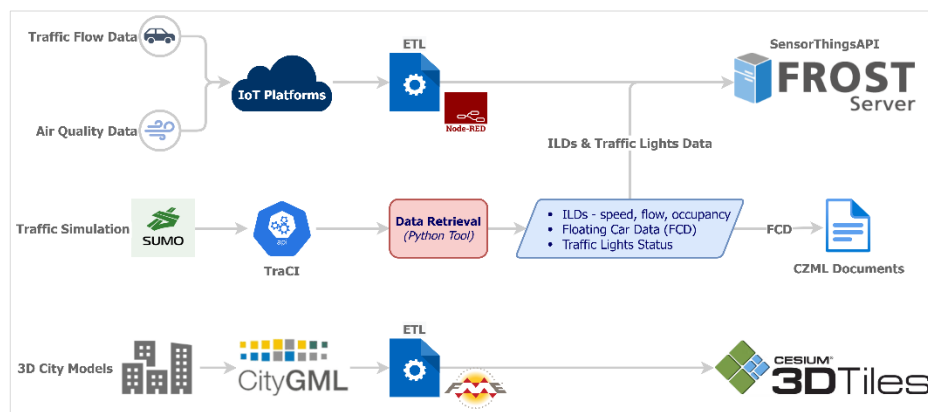 Traffic Flow Data
Air Quality Data
IoT Platforms
ETL
Node-RED
SensorThingsAPI
FROST
Server
ILDs & Traffic Lights Data
Traffic Simulation
SUMO
TraCI
Data Retrieval
(Python Tool)
• ILDs - speed, flow, occupancy
• Floating Car Data (FCD)
• Traffic Lights Status
FCD
CZML Documents
3D City Models
CityGML
ETL
FME
CESIUM®
3DTiles